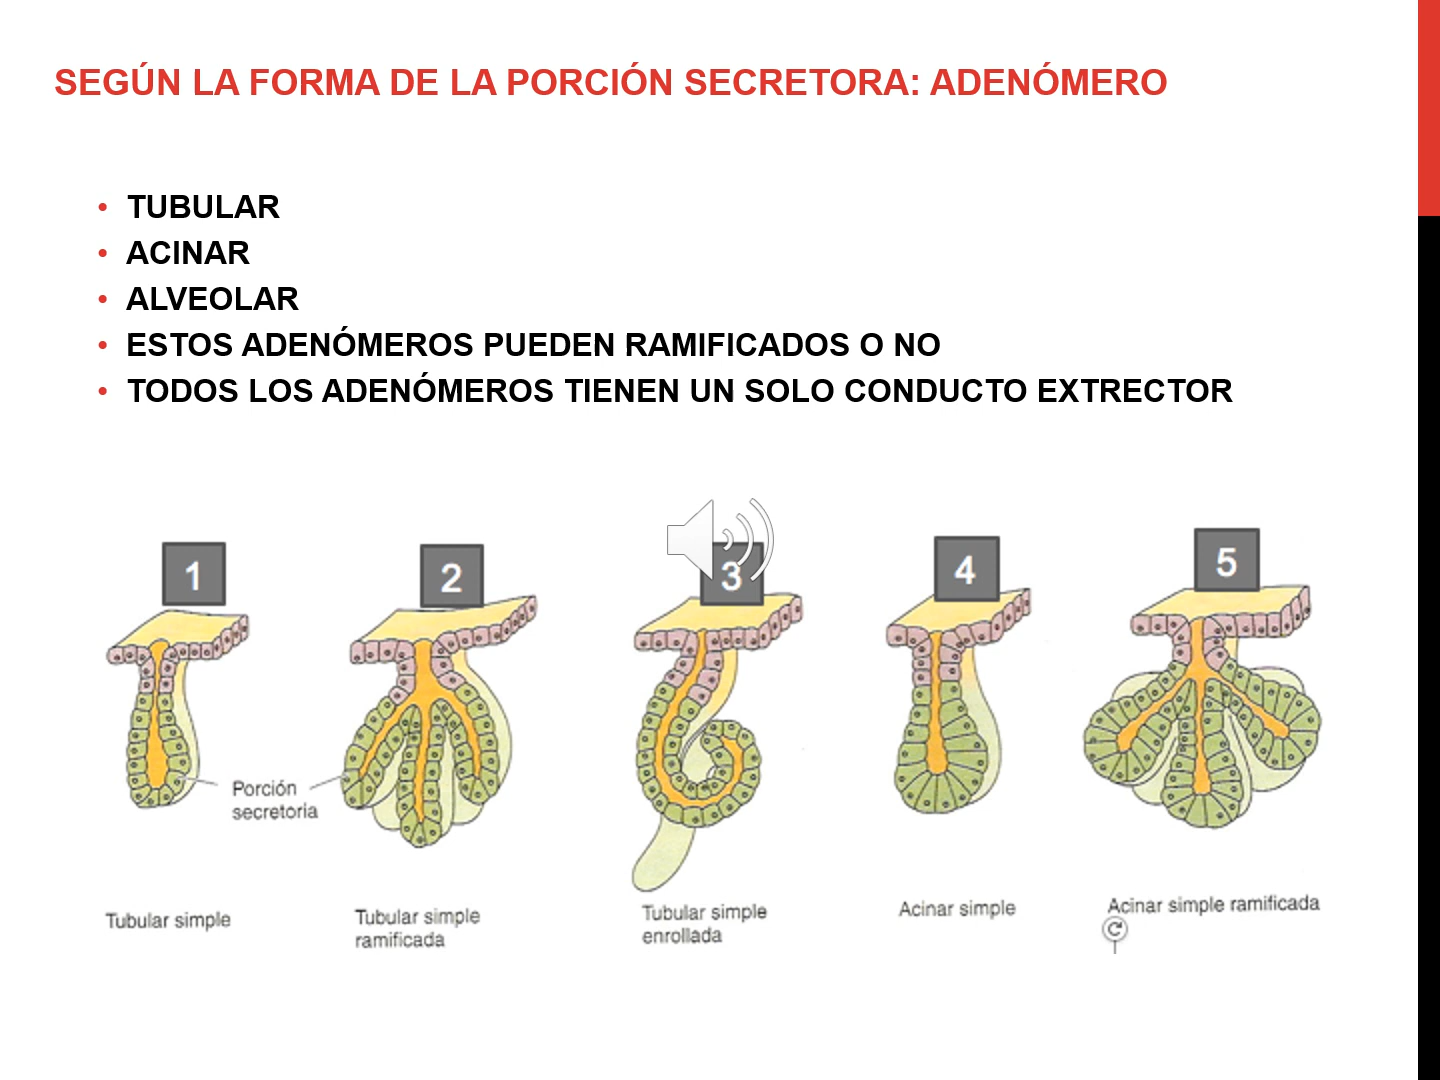 SEGÚN LA FORMA DE LA PORCIÓN SECRETORA: ADENÓMERO
• TUBULAR
• ACINAR
• ALVEOLAR
• ESTOS ADENÓMEROS PUEDEN RAMIFICADOS O NO
• TODOS LOS ADENÓMEROS TIENEN UN SOLO CONDUCTO EXTRECTOR
1
2
3
4
5
Porción
secretoria
Tubular simple
Tubular simple
ramificada
Tubular simple
enrollada
Acinar simple
Acinar simple ramificada